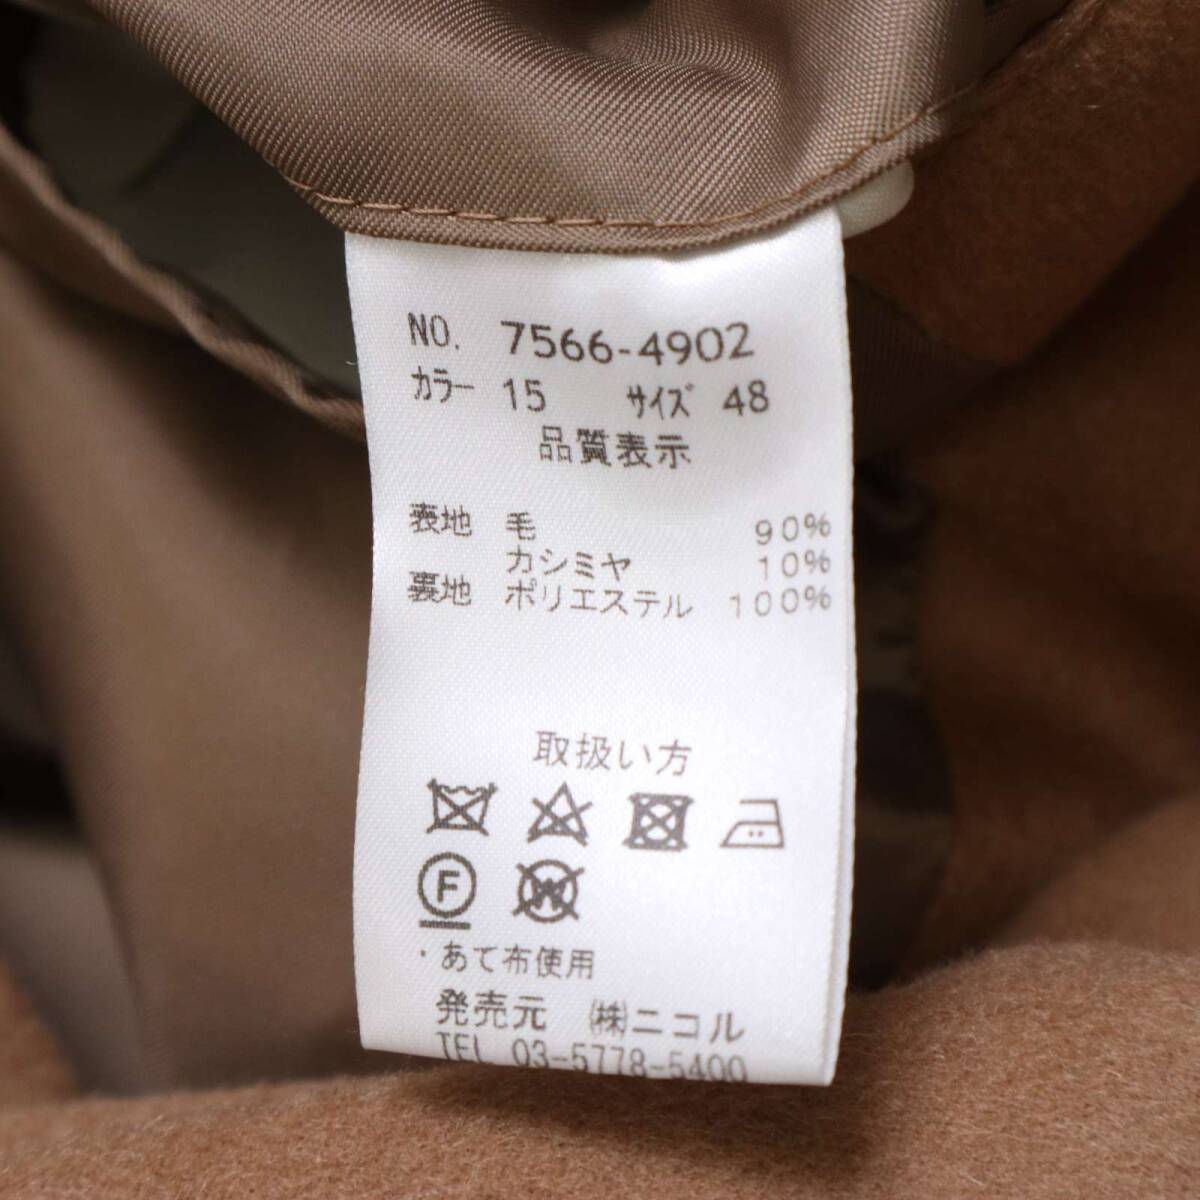 NO. 7566-4902
カラー 15 サイズ 48
品質表示
表地 毛 90%
カシミヤ 10%
裏地 ポリエステル 100%
取扱い方
F W
・あて布使用
発売元 ㈱ニコル
TEL 03-5778-5400